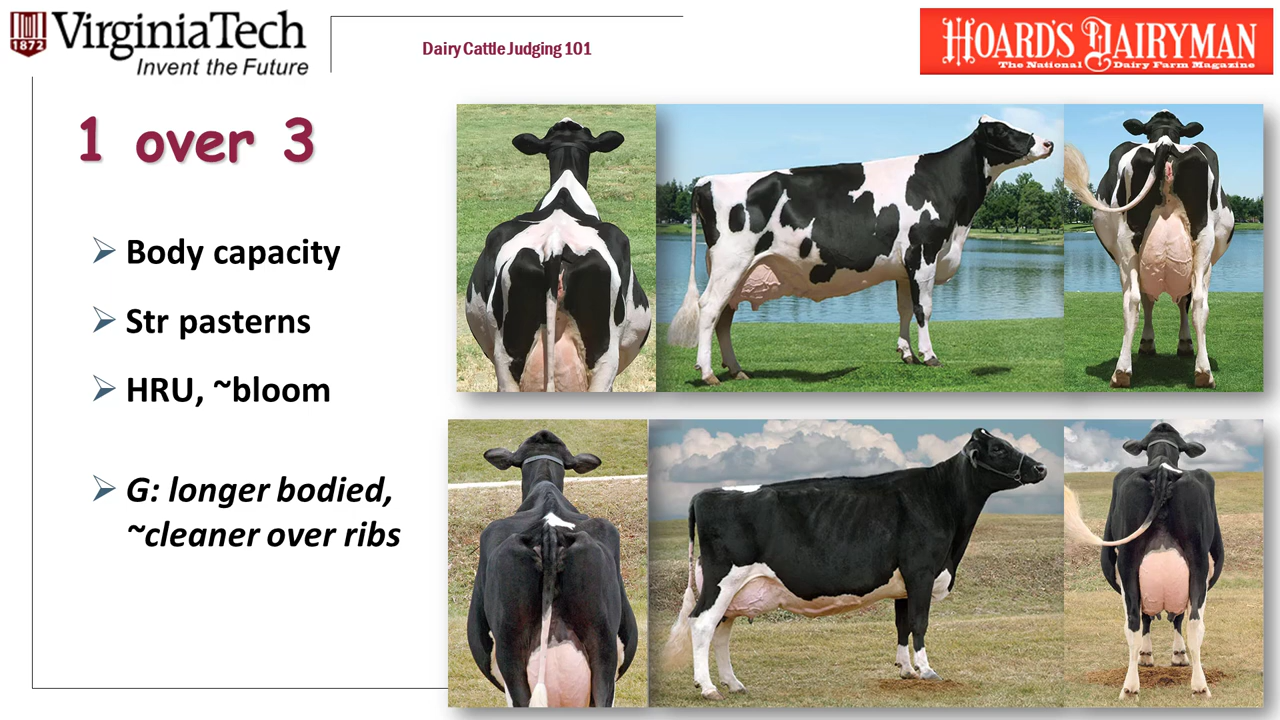 VirginiaTech
1872
Invent the Future
Dairy Cattle Judging 101
HOARD'S DAIRYMAN
The National Dairy Farm Magazine
1 over 3
Body capacity
Str pasterns
HRU, ~bloom
G: longer bodied,
~cleaner over ribs